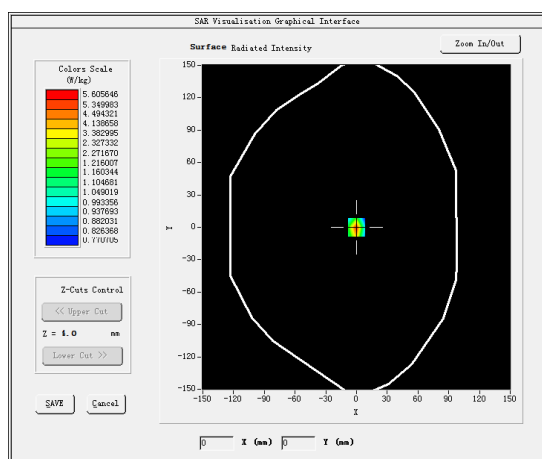 SAR Visualisation Graphical Interface
Surface Radiated Intensity
Zoom In/Out
Colors Scale
(W/kg)
5.605646
5.349983
4.494321
4.138658
3.382995
2.327332
2.271670
1.216007
1.160344
1.104681
1.049019
0.993356
0.937693
0.882031
0.826368
0.770705
Z-Cuts Control
<< Upper Cut
Z = 4.0 mm
Lower Cut >>
SAVE Cancel
150
120
90
60
30
0
-30
-60
-90
-120
-150
Y
-150 -120 -90 -60 -30 0 30 60 90 120 150
X
0 X (mm) 0 Y (mm)